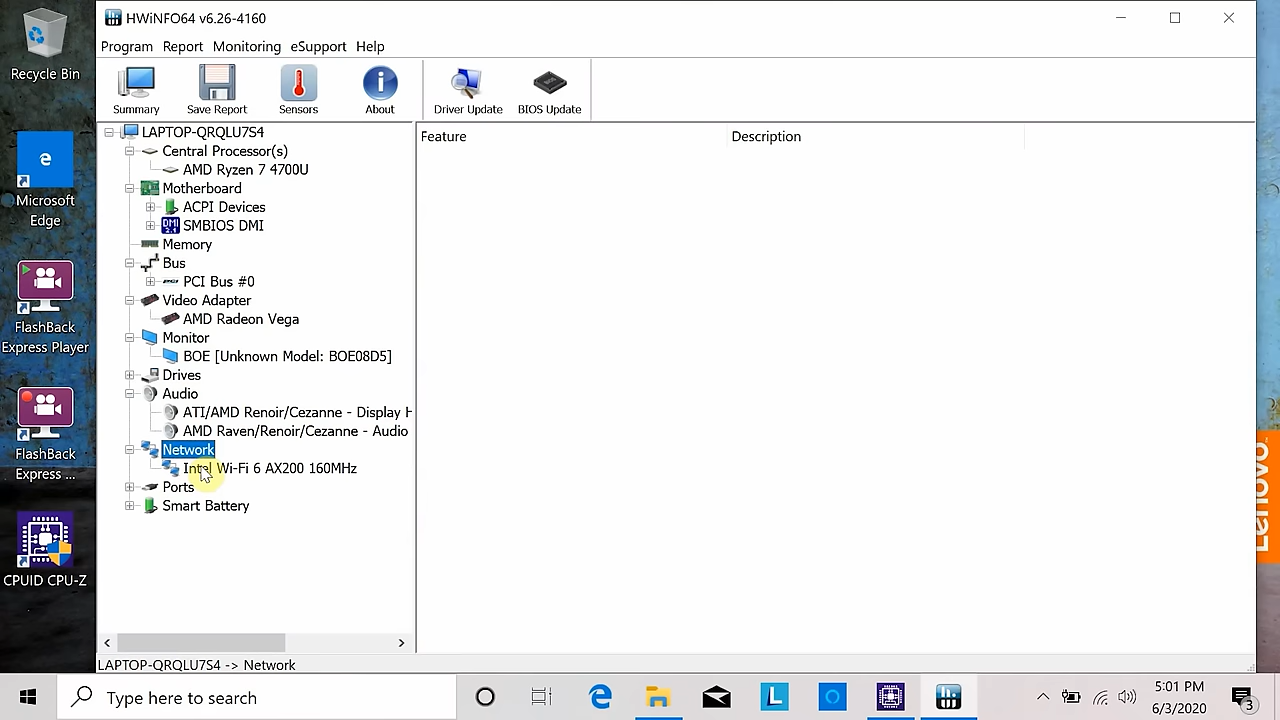 HWiNFO64 v6.26-4160
Program Report Monitoring eSupport Help
Summary Save Report Sensors About Driver Update BIOS Update
Recycle Bin
Microsoft
Edge
FlashBack
Express Player
FlashBack
Express ...
CPUID CPU-Z
LAPTOP-QRQLU7S4
Central Processor(s)
AMD Ryzen 7 4700U
Motherboard
ACPI Devices
DMI
2.1
SMBIOS DMI
Memory
Bus
PCI Bus #0
Video Adapter
AMD Radeon Vega
Monitor
BOE [Unknown Model: BOE08D5]
Drives
Audio
ATI/AMD Renoir/Cezanne - Display H
AMD Raven/Renoir/Cezanne - Audio
Network
Intel Wi-Fi 6 AX200 160MHz
Ports
Smart Battery
Feature Description
Lenovo
LAPTOP-QRQLU7S4 -> Network
Type here to search
L
5:01 PM
6/3/2020
3